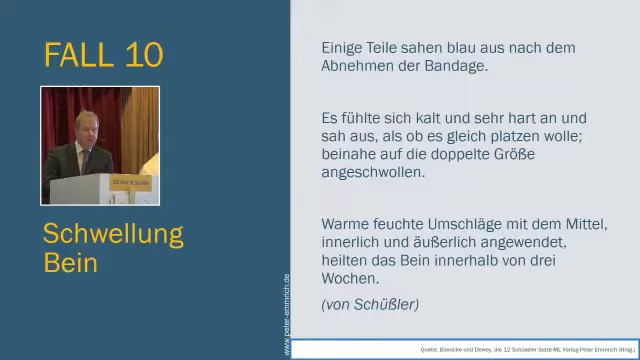 FALL 10
Schwellung
Bein
www.peter-emmrich.de
Einige Teile sahen blau aus nach dem
Abnehmen der Bandage.
Es fühlte sich kalt und sehr hart an und
sah aus, als ob es gleich platzen wolle;
beinahe auf die doppelte Größe
angeschwollen.
Warme feuchte Umschläge mit dem Mittel,
innerlich und äußerlich angewendet,
heilten das Bein innerhalb von drei
Wochen.
(von Schüßler)
Quelle: Boericke und Dewey, die 12 Schüssler Salze ML Verlag Peter Emmrich (Hrsg.)